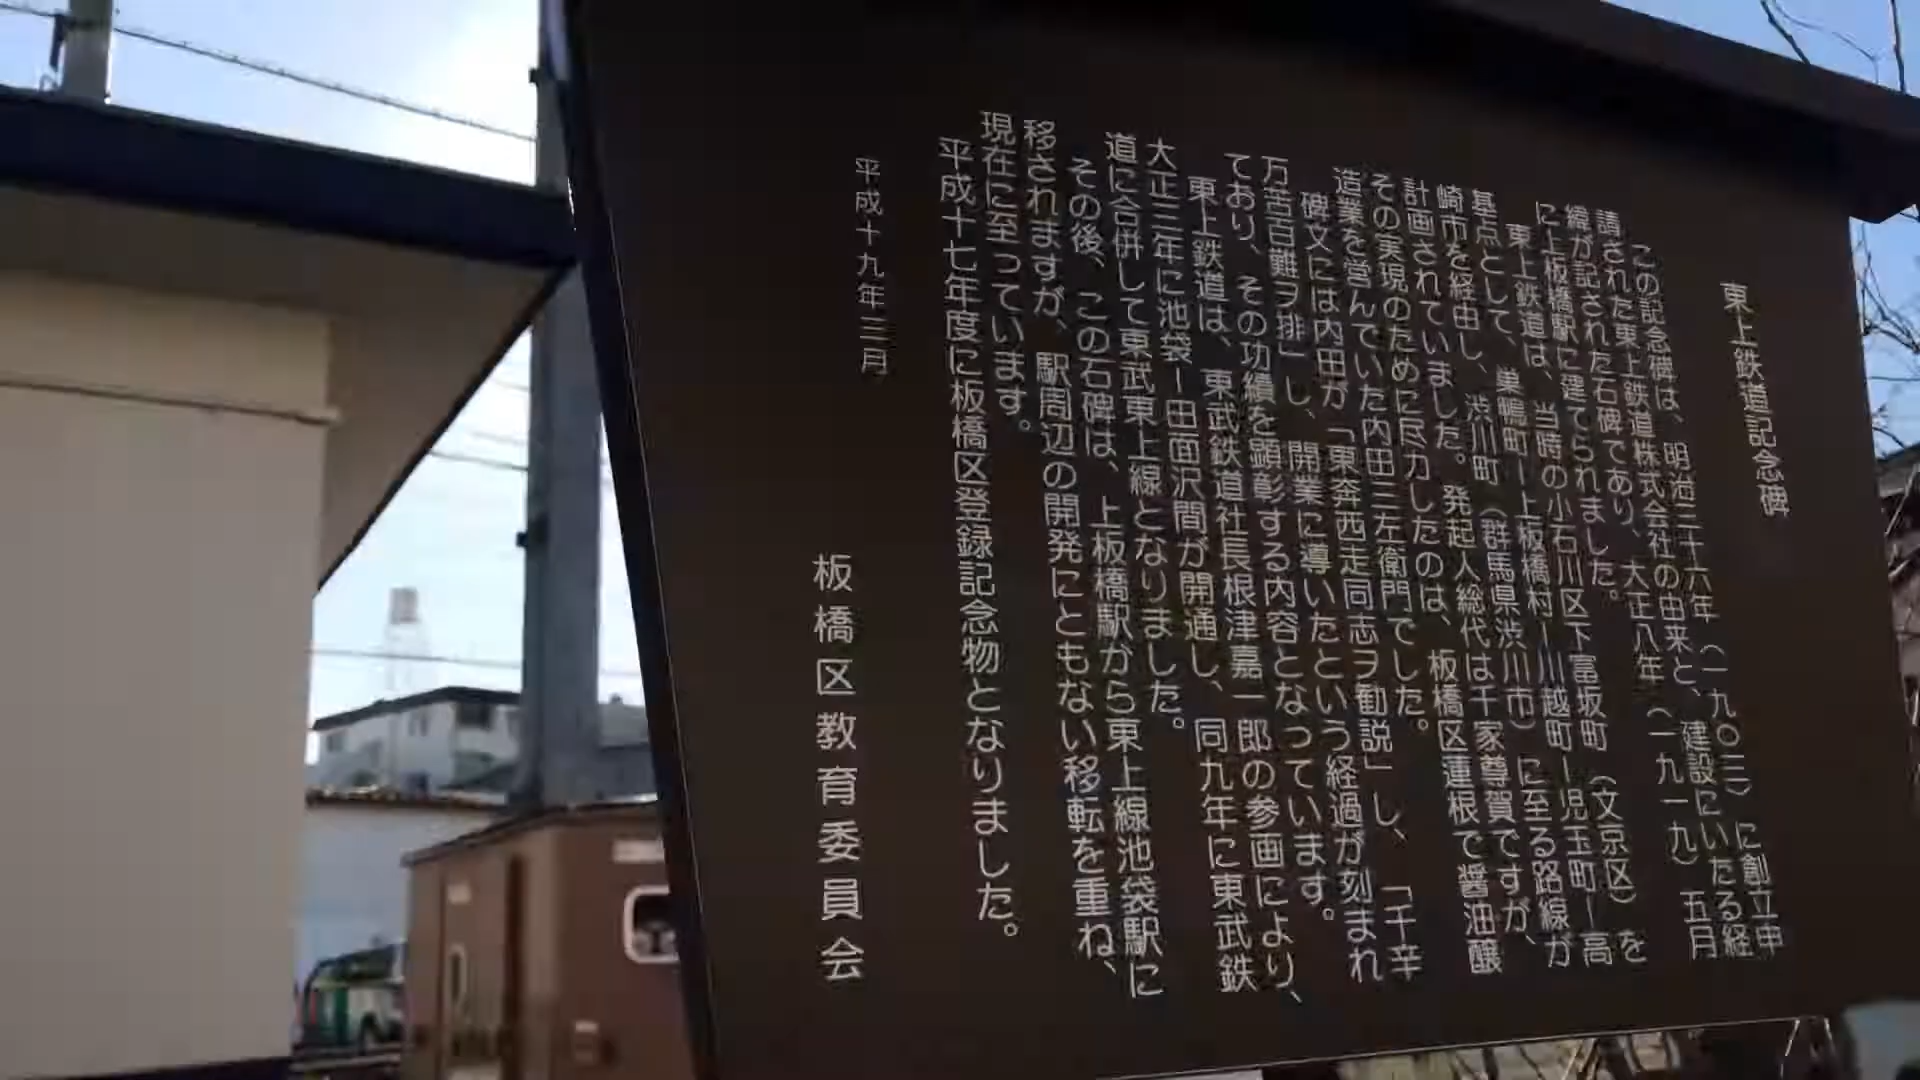 東上鉄道記念碑
この記念碑は、明治三十六年（一九〇三）に創立申
請された東上鉄道株式会社の由来と、建設にいたる経
緯が記された石碑であり、大正八年（一九一九）五月
に上板橋駅に建てられました。
東上鉄道は、当時の小石川区下富坂町（文京区）を
基点として、巣鴨町ー上板橋村ー川越町ー児玉町ー高
崎市を経由し、渋川町（群馬県渋川市）に至る路線が
計画されていました。発起人総代は千家尊賀ですが、
その実現のために尽力したのは、板橋区蓮根で醤油醸
造業を営んでいた内田三左衛門でした。
碑文には内田が「東奔西走同志ヲ勧説」し、「千辛
万苦百難ヲ排」し、開業に導いたという経過が刻まれ
ており、その功績を顕彰する内容となっています。
東上鉄道は、東武鉄道社長根津嘉一郎の参画により、
大正三年に池袋ー田面沢間が開通し、同九年に東武鉄
道に合併して東武東上線となりました。
その後、この石碑は、上板橋駅から東上線池袋駅に
移されますが、駅周辺の開発にともない移転を重ね、
現在に至っています。
平成十七年度に板橋区登録記念物となりました。
平成十九年三月
板橋区教育委員会